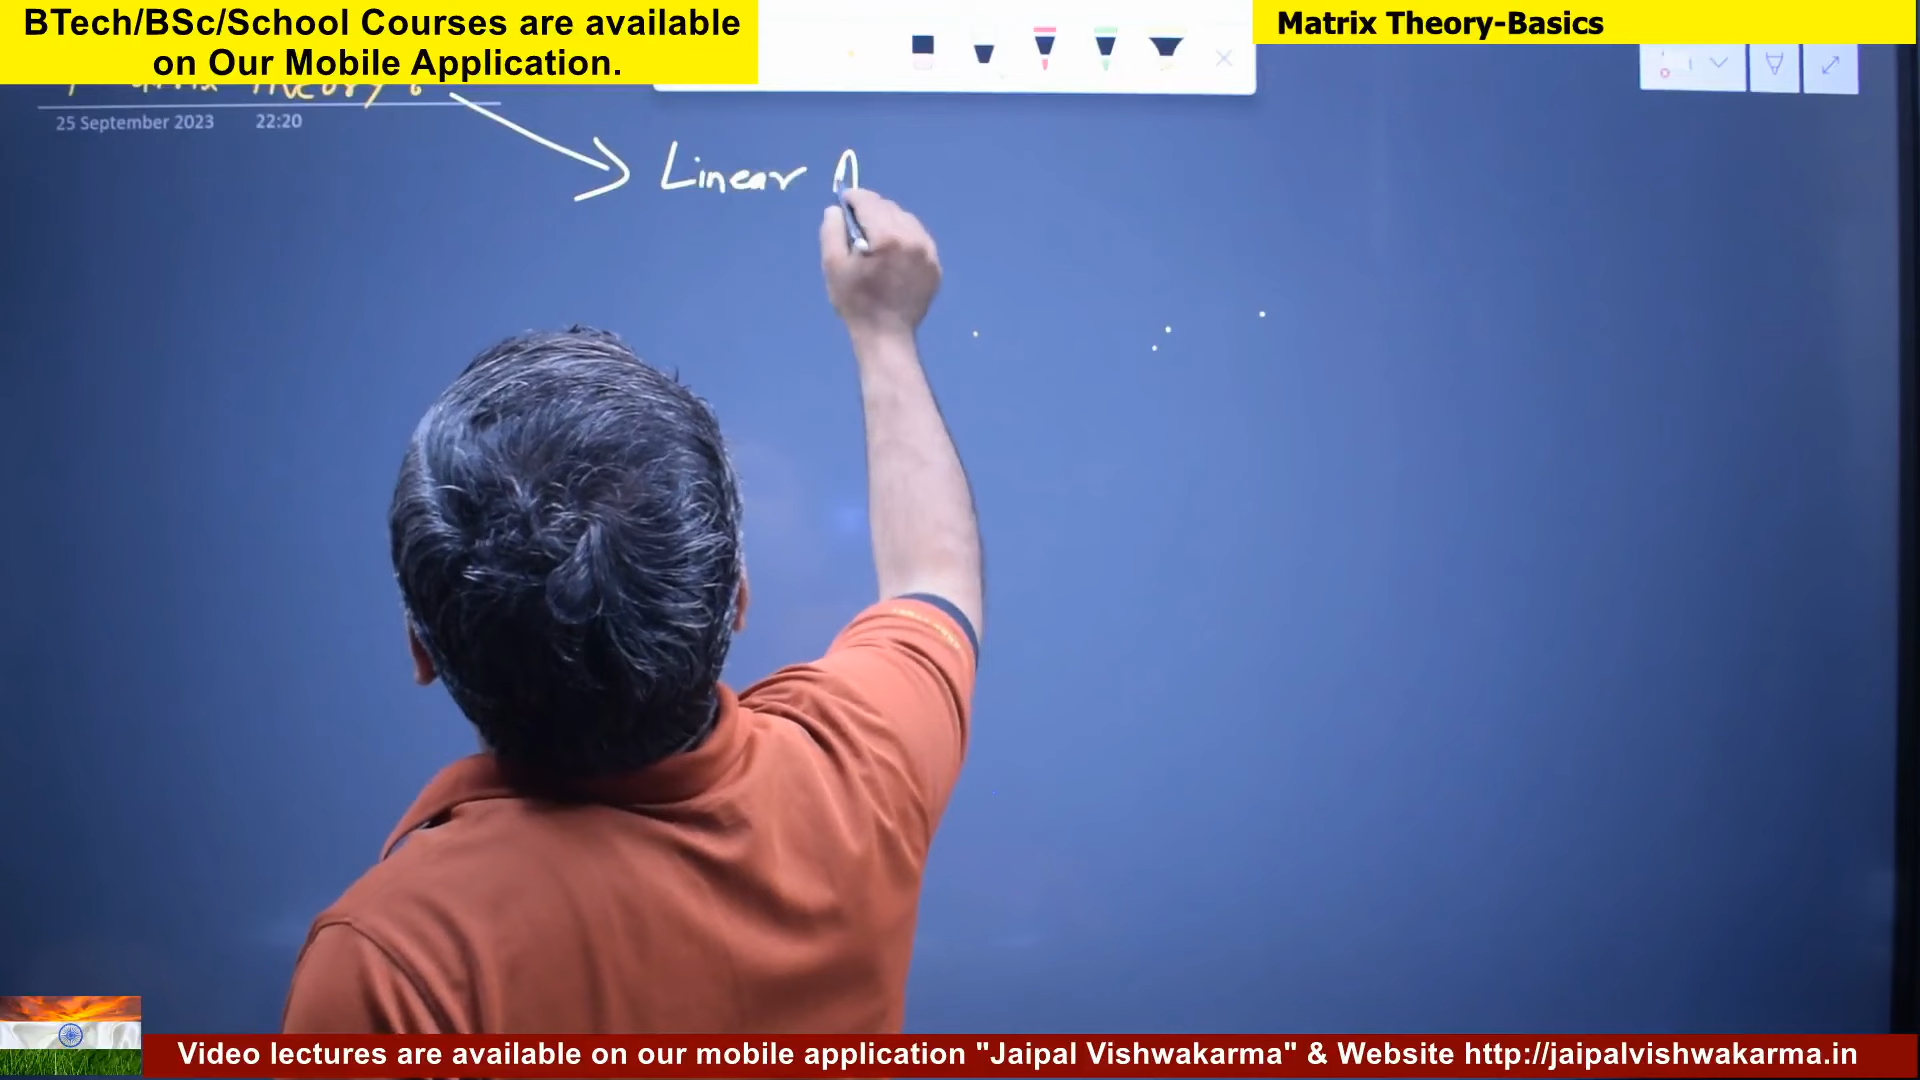 BTech/BSc/School Courses are available
on Our Mobile Application.
Matrix Theory-Basics
Theory
25 September 2023 22:20
Linear A
Video lectures are available on our mobile application "Jaipal Vishwakarma" & Website http://jaipalvishwakarma.in